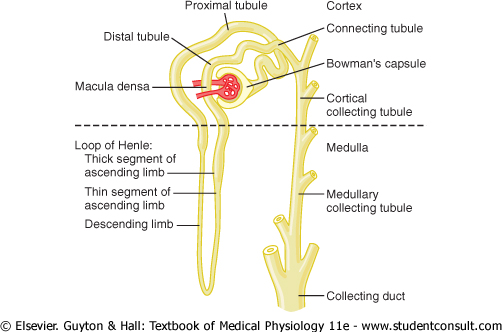 Proximal tubule
Cortex
Distal tubule
Connecting tubule
Bowman's capsule
Macula densa
Cortical
collecting tubule
Loop of Henle:
Thick segment of
ascending limb
Thin segment of
ascending limb
Descending limb
Medulla
Medullary
collecting tubule
Collecting duct
© Elsevier. Guyton & Hall: Textbook of Medical Physiology 11e - www.studentconsult.com